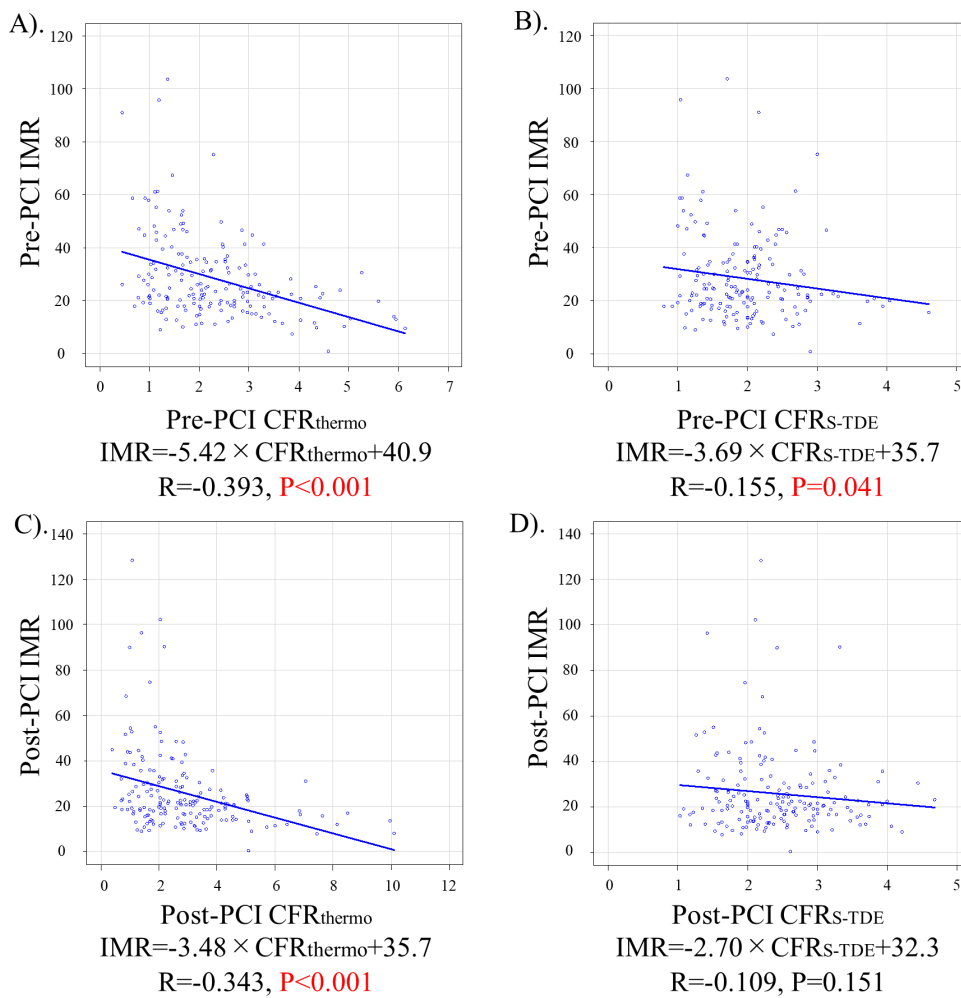 A).
Pre-PCI IMR
120
100
80
60
40
20
0
0 1 2 3 4 5 6 7
Pre-PCI CFRthermo
IMR=-5.42×CFRthermo+40.9
R=-0.393, P<0.001
B).
Pre-PCI IMR
120
100
80
60
40
20
0
0 1 2 3 4 5
Pre-PCI CFRS-TDE
IMR=-3.69×CFRS-TDE+35.7
R=-0.155, P=0.041
C).
Post-PCI IMR
140
120
100
80
60
40
20
0
0 2 4 6 8 10 12
Post-PCI CFRthermo
IMR=-3.48×CFRthermo+35.7
R=-0.343, P<0.001
D).
Post-PCI IMR
140
120
100
80
60
40
20
0
0 1 2 3 4 5
Post-PCI CFRS-TDE
IMR=-2.70×CFRS-TDE+32.3
R=-0.109, P=0.151